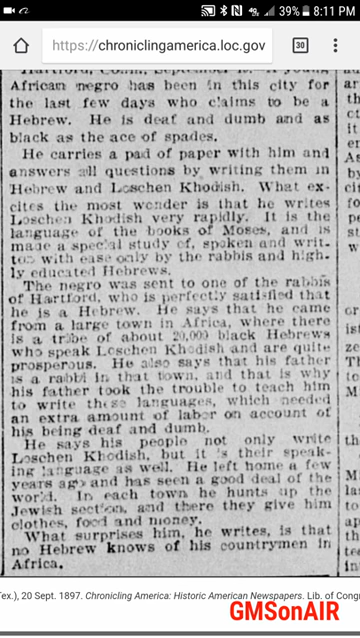 39% 8:11 PM
https://chroniclingamerica.loc.gov
30
African negro has been in this city for
the last few days who claims to be a
Hebrew. He is deaf and dumb and as
black as the ace of spades.
He carries a pad of paper with him and
answers all questions by writing them in
Hebrew and Loschen Khodish. What ex-
cites the most wonder is that he writes
Loschen Khodish very rapidly. It is the
language of the books of Moses, and is
made a special study of, spoken and writ-
ten with ease only by the rabbis and high-
ly educated Hebrews.
The negro was sent to one of the rabbis
of Hartford, who is perfectly satisfied that
he is a Hebrew. He says that he came
from a large town in Africa, where there
is a tribe of about 20,000 black Hebrews
who speak Loschen Khodish and are quite
prosperous. He also says that his father
is a rabbi in that town, and that is why
his father took the trouble to teach him
to write these languages, which needed
an extra amount of labor on account of
his being deaf and dumb.
He says his people not only write
Loschen Khodish, but it is their speak-
ing language as well. He left home a few
years ago and has seen a good deal of the
world. In each town he hunts up the
Jewish section, and there they give him
clothes, food and money.
What surprises him, he writes, is that
no Hebrew knows of his countrymen in
Africa.
Tex.), 20 Sept. 1897. Chronicling America: Historic American Newspapers. Lib. of Cong
GMSonAIR